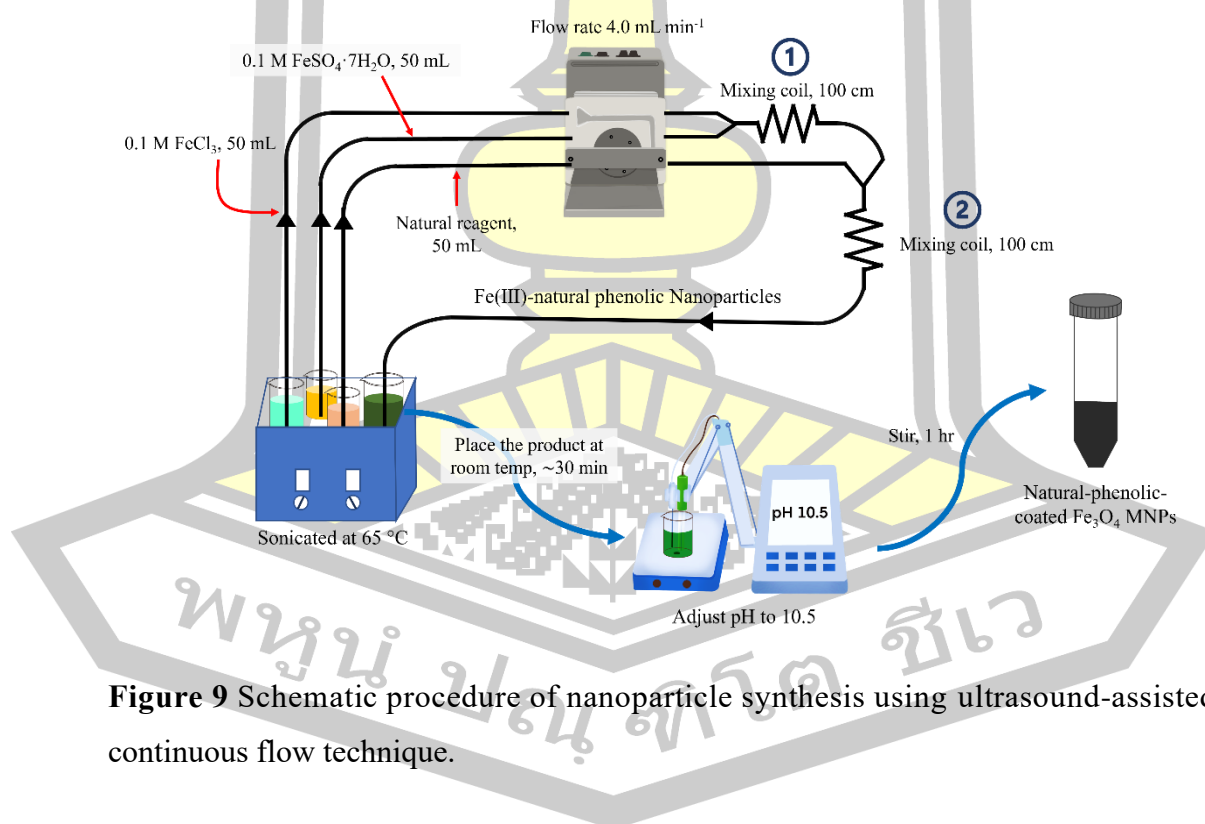 Flow rate 4.0 mL min⁻¹
0.1 M FeSO₄·7H₂O, 50 mL
1
Mixing coil, 100 cm
0.1 M FeCl₃, 50 mL
Natural reagent,
50 mL
2
Mixing coil, 100 cm
Fe(III)-natural phenolic Nanoparticles
Place the product at
room temp, ~30 min
Stir, 1 hr
Sonicated at 65 °C
pH 10.5
Natural-phenolic-
coated Fe₃O₄ MNPs
Adjust pH to 10.5
พหูนํ ปณฺฑิโต ชีเว
Figure 9 Schematic procedure of nanoparticle synthesis using ultrasound-assisted
continuous flow technique.